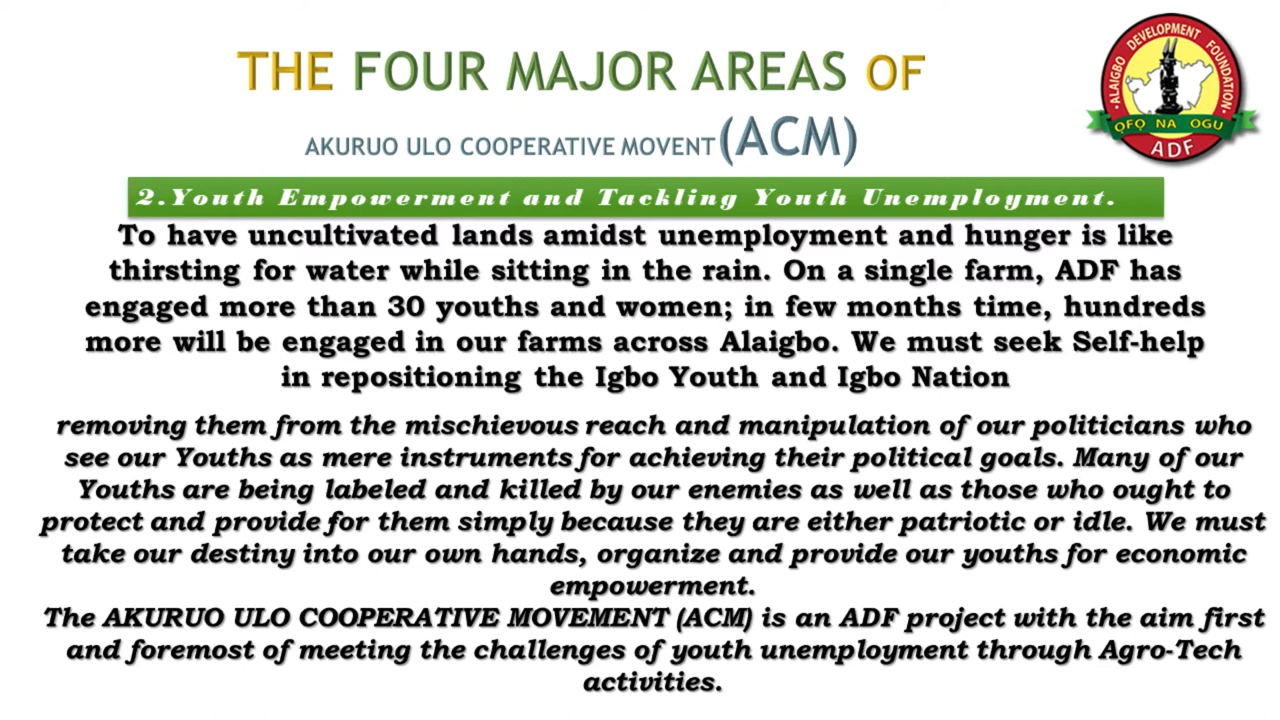 THE FOUR MAJOR AREAS OF
AKURUO ULO COOPERATIVE MOVENT (ACM)
ALAIGBO DEVELOPMENT FOUNDATION
ỌFỌ NA OGU
ADF
2.Youth Empowerment and Tackling Youth Unemployment.
To have uncultivated lands amidst unemployment and hunger is like
thirsting for water while sitting in the rain. On a single farm, ADF has
engaged more than 30 youths and women; in few months time, hundreds
more will be engaged in our farms across Alaigbo. We must seek Self-help
in repositioning the Igbo Youth and Igbo Nation
removing them from the mischievous reach and manipulation of our politicians who
see our Youths as mere instruments for achieving their political goals. Many of our
Youths are being labeled and killed by our enemies as well as those who ought to
protect and provide for them simply because they are either patriotic or idle. We must
take our destiny into our own hands, organize and provide our youths for economic
empowerment.
The AKURUO ULO COOPERATIVE MOVEMENT (ACM) is an ADF project with the aim first
and foremost of meeting the challenges of youth unemployment through Agro-Tech
activities.